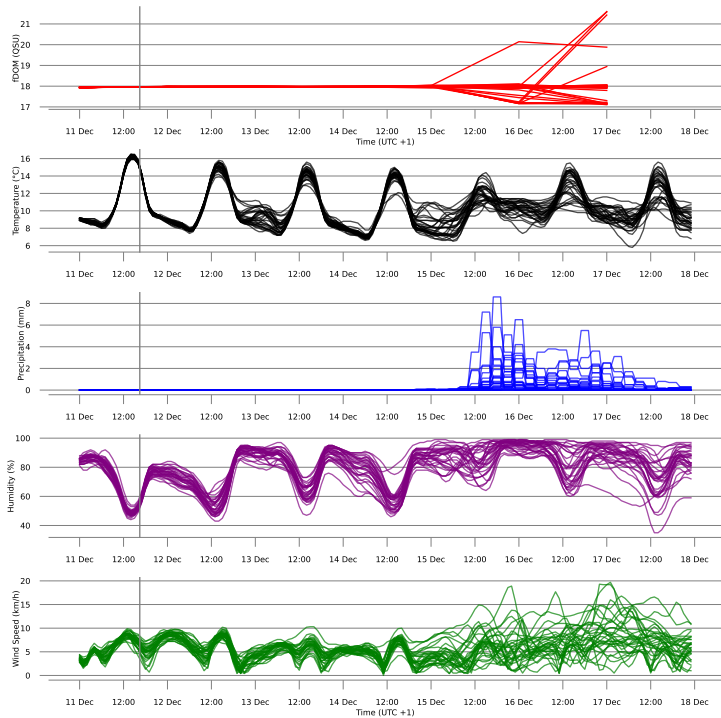 fDOM (QSU)
21
20
19
18
17
11 Dec 12:00 12 Dec 12:00 13 Dec 12:00 14 Dec 12:00 15 Dec 12:00 16 Dec 12:00 17 Dec 12:00 18 Dec
Time (UTC +1)
Temperature (°C)
16
14
12
10
8
6
11 Dec 12:00 12 Dec 12:00 13 Dec 12:00 14 Dec 12:00 15 Dec 12:00 16 Dec 12:00 17 Dec 12:00 18 Dec
Precipitation (mm)
8
6
4
2
0
11 Dec 12:00 12 Dec 12:00 13 Dec 12:00 14 Dec 12:00 15 Dec 12:00 16 Dec 12:00 17 Dec 12:00 18 Dec
Humidity (%)
100
80
60
40
11 Dec 12:00 12 Dec 12:00 13 Dec 12:00 14 Dec 12:00 15 Dec 12:00 16 Dec 12:00 17 Dec 12:00 18 Dec
Wind Speed (km/h)
20
15
10
5
0
11 Dec 12:00 12 Dec 12:00 13 Dec 12:00 14 Dec 12:00 15 Dec 12:00 16 Dec 12:00 17 Dec 12:00 18 Dec
Time (UTC +1)